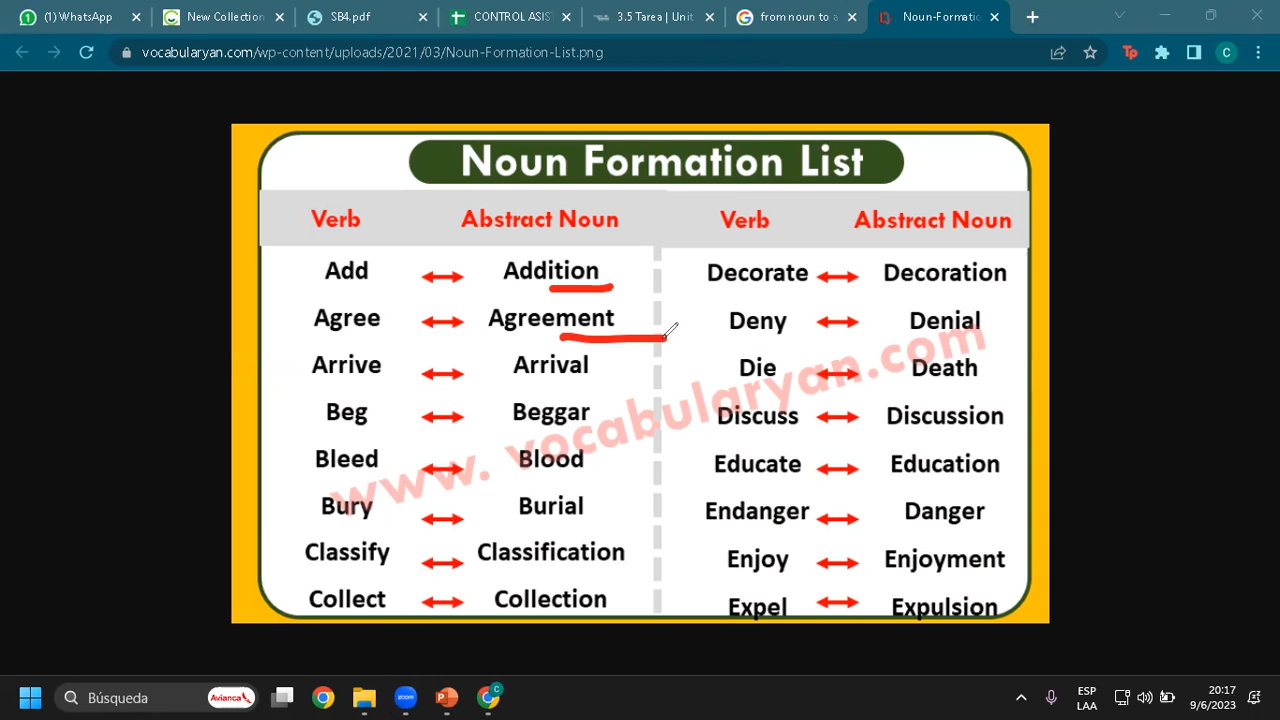 (1) WhatsApp
New Collection
SB4.pdf
CONTROL ASIS
3.5 Tarea | Unit
from noun to a
Noun-Formatio
vocabularyan.com/wp-content/uploads/2021/03/Noun-Formation-List.png
Noun Formation List
Verb Abstract Noun Verb Abstract Noun
Add Addition Decorate Decoration
Agree Agreement Deny Denial
Arrive Arrival Die Death
Beg Beggar Discuss Discussion
Bleed Blood Educate Education
Bury Burial Endanger Danger
Classify Classification Enjoy Enjoyment
Collect Collection Expel Expulsion
www. vocabularyan.com
Búsqueda
Avianca
zoom
C
ESP
LAA
20:17
9/6/2023